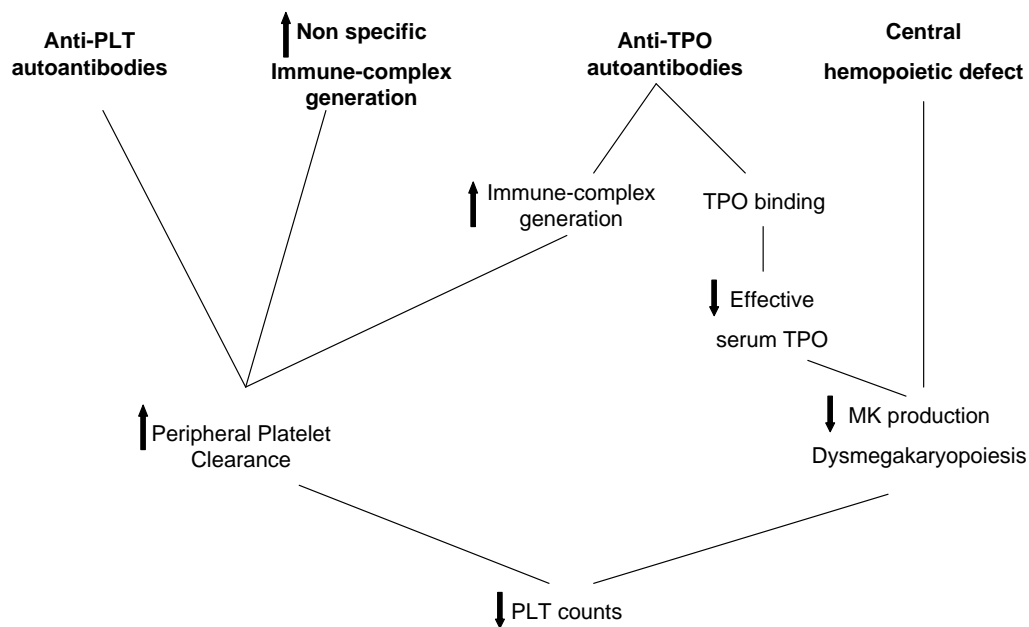 Anti-PLT
autoantibodies
Non specific
Immune-complex
generation
Anti-TPO
autoantibodies
Central
hemopoietic defect
Immune-complex
generation
TPO binding
Effective
serum TPO
Peripheral Platelet
Clearance
MK production
Dysmegakaryopoiesis
PLT counts